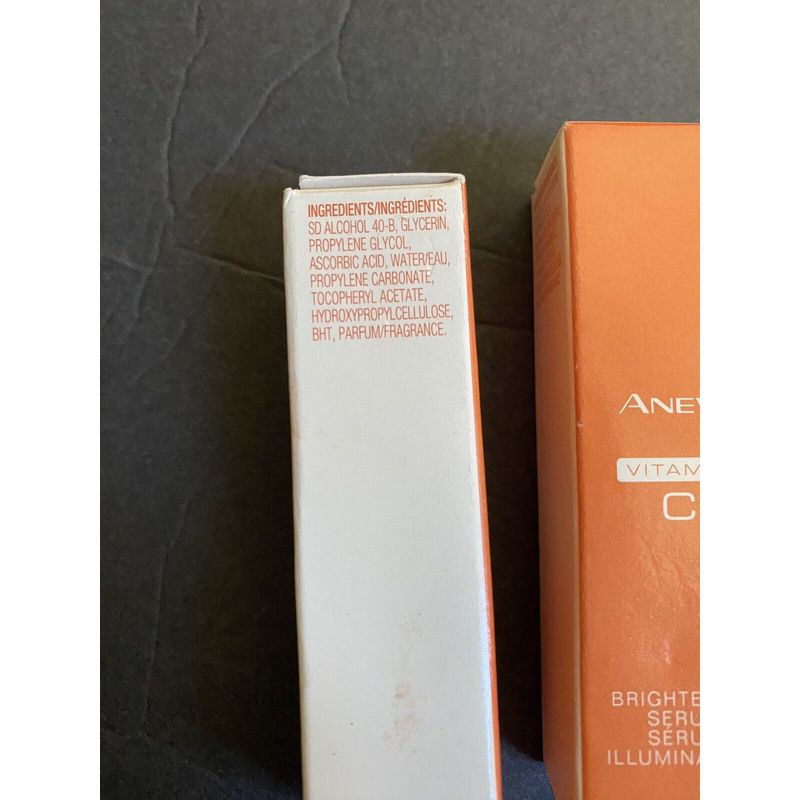 INGREDIENTS/INGRÉDIENTS:
SD ALCOHOL 40-B, GLYCERIN,
PROPYLENE GLYCOL,
ASCORBIC ACID, WATER/EAU,
PROPYLENE CARBONATE,
TOCOPHERYL ACETATE,
HYDROXYPROPYLCELLULOSE,
BHT, PARFUM/FRAGRANCE.
ANEW
VITAM
C
BRIGHTE
SERU
SÉRU
ILLUMINA